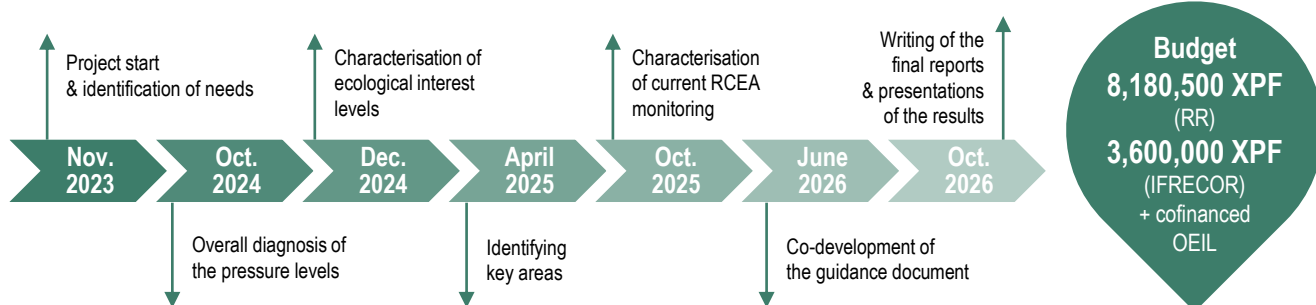 Project start
& identification of needs
Characterisation of
ecological interest
levels
Characterisation
of current RCEA
monitoring
Writing of the
final reports
& presentations
of the results
Nov.
2023
Oct.
2024
Dec.
2024
April
2025
Oct.
2025
June
2026
Oct.
2026
Overall diagnosis of
the pressure levels
Identifying
key areas
Co-development of
the guidance document
Budget
8,180,500 XPF
(RR)
3,600,000 XPF
(IFRECOR)
+ cofinanced
OEIL